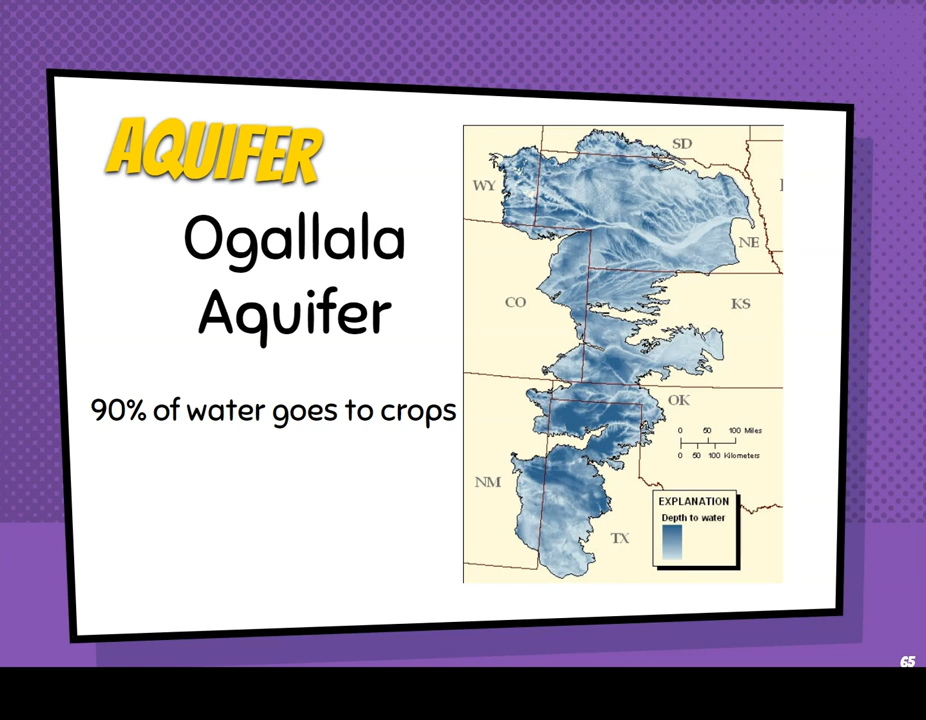 AQUIFER
Ogallala
Aquifer
90% of water goes to crops
SD
WY
NE
CO
KS
OK
0 50 100 Miles
0 50 100 Kilometers
NM
EXPLANATION
Depth to water
TX
65